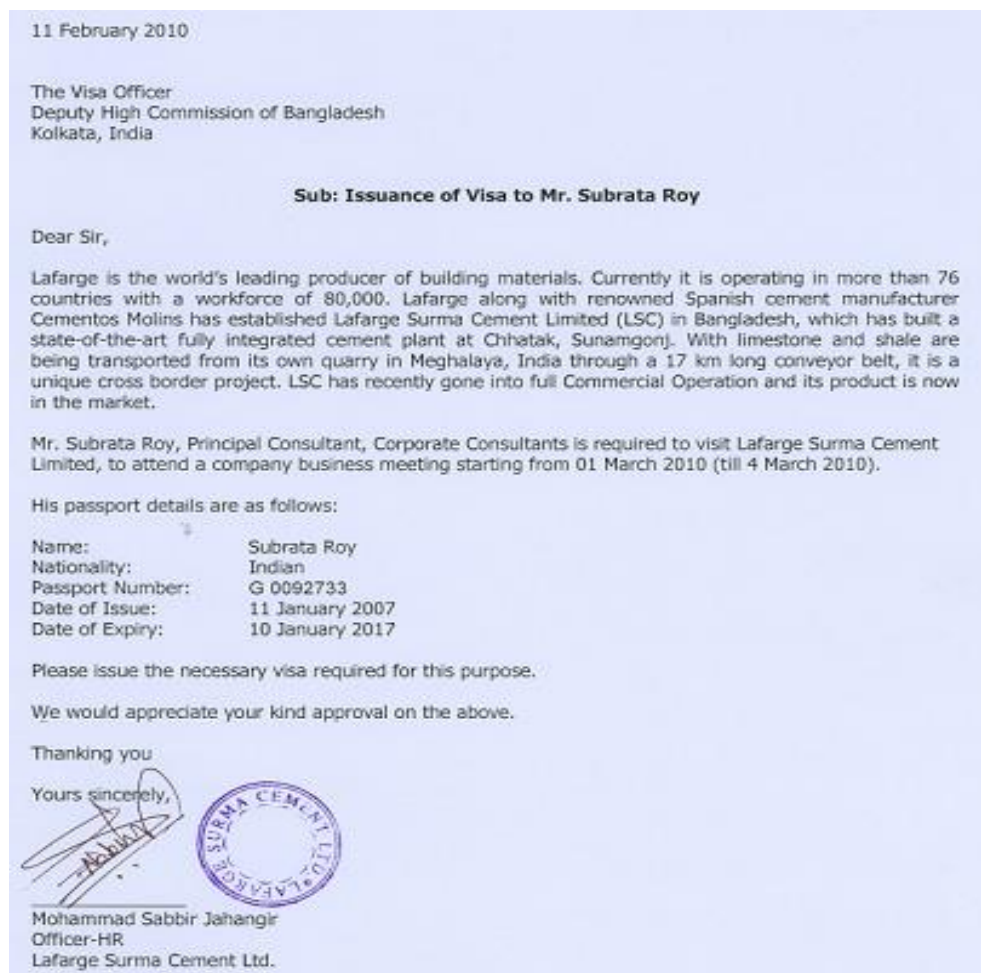 11 February 2010
The Visa Officer
Deputy High Commission of Bangladesh
Kolkata, India
Sub: Issuance of Visa to Mr. Subrata Roy
Dear Sir,
Lafarge is the world's leading producer of building materials. Currently it is operating in more than 76
countries with a workforce of 80,000. Lafarge along with renowned Spanish cement manufacturer
Cementos Molins has established Lafarge Surma Cement Limited (LSC) in Bangladesh, which has built a
state-of-the-art fully integrated cement plant at Chhatak, Sunamgonj. With limestone and shale are
being transported from its own quarry in Meghalaya, India through a 17 km long conveyor belt, it is a
unique cross border project. LSC has recently gone into full Commercial Operation and its product is now
in the market.
Mr. Subrata Roy, Principal Consultant, Corporate Consultants is required to visit Lafarge Surma Cement
Limited, to attend a company business meeting starting from 01 March 2010 (till 4 March 2010).
His passport details are as follows:
Name: Subrata Roy
Nationality: Indian
Passport Number: G 0092733
Date of Issue: 11 January 2007
Date of Expiry: 10 January 2017
Please issue the necessary visa required for this purpose.
We would appreciate your kind approval on the above.
Thanking you
Yours sincerely,
LAFARGE SURMA CEMENT LTD.
Mohammad Sabbir Jahangir
Officer-HR
Lafarge Surma Cement Ltd.